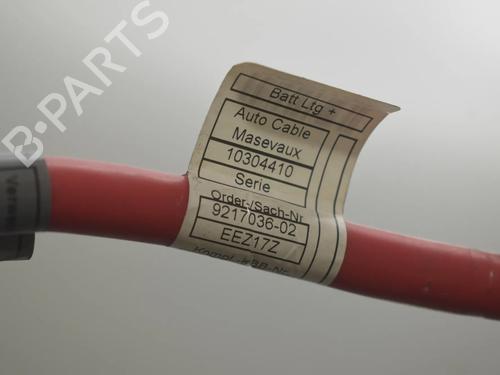 B-PARTS
Batt Ltg +
Auto Cable
Masevaux
10304410
Serie
Order-/Sach-Nr
9217036-02
EEZ17Z